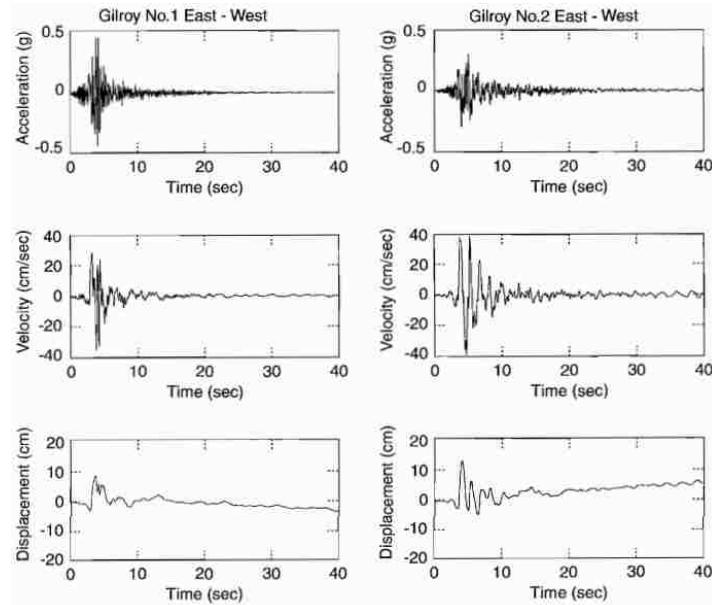 Gilroy No.1 East - West
Acceleration (g)
0.5
0
-0.5
0 10 20 30 40
Time (sec)
Gilroy No.2 East - West
Acceleration (g)
0.5
0
-0.5
0 10 20 30 40
Time (sec)
Velocity (cm/sec)
40
20
0
-20
-40
0 10 20 30 40
Time (sec)
Velocity (cm/sec)
40
20
0
-20
-40
0 10 20 30 40
Time (sec)
Displacement (cm)
20
10
0
-10
-20
0 10 20 30 40
Time (sec)
Displacement (cm)
20
10
0
-10
-20
0 10 20 30 40
Time (sec)